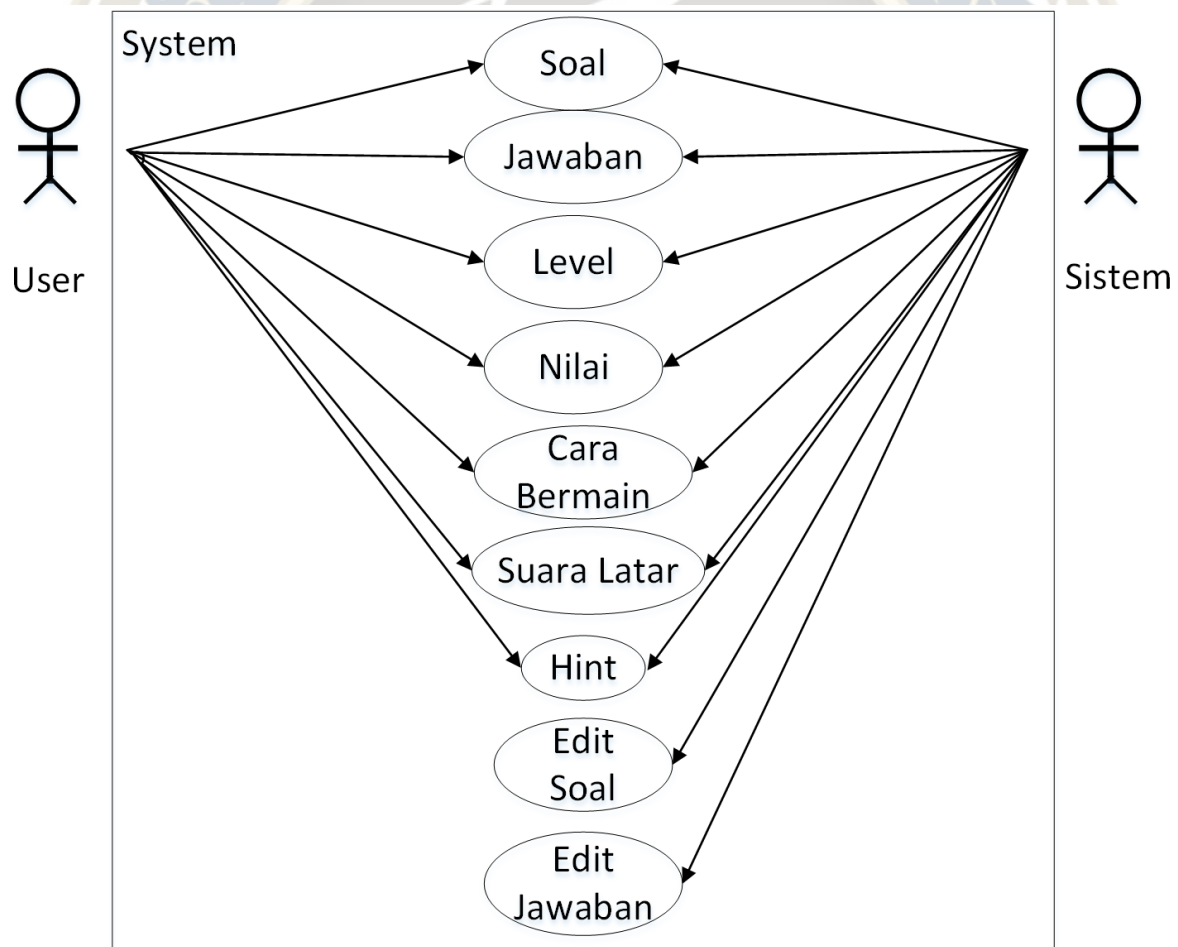 System
Soal
Jawaban
Level
User
Sistem
Nilai
Cara
Bermain
Suara Latar
Hint
Edit
Soal
Edit
Jawaban